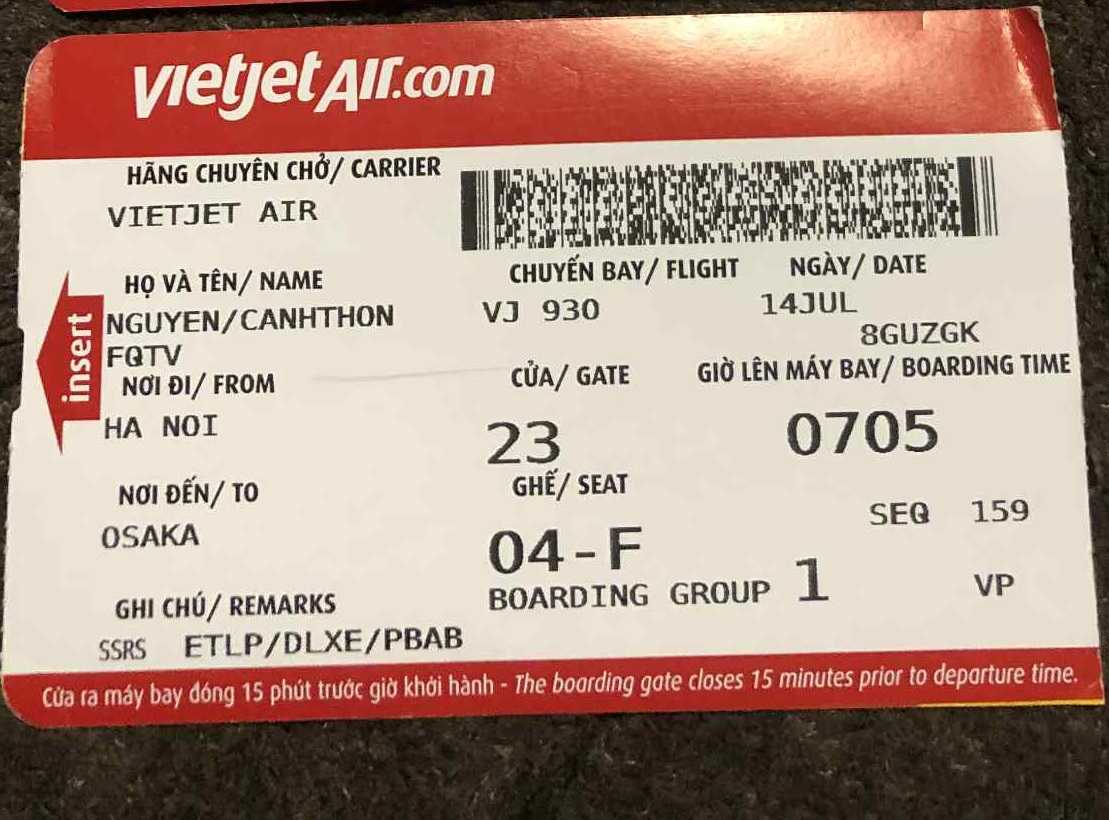 vietjetAir.com
HÃNG CHUYÊN CHỞ/ CARRIER
VIETJET AIR
HỌ VÀ TÊN/ NAME
CHUYẾN BAY/ FLIGHT
NGÀY/ DATE
NGUYEN/CANHTHON
VJ 930
14JUL
FQTV
8GUZGK
insert
NƠI ĐI/ FROM
CỬA/ GATE
GIỜ LÊN MÁY BAY/ BOARDING TIME
HA NOI
23
0705
NƠI ĐẾN/ TO
GHẾ/ SEAT
OSAKA
04-F
SEQ 159
GHI CHÚ/ REMARKS
BOARDING GROUP 1
VP
SSRS ETLP/DLXE/PBAB
Cửa ra máy bay đóng 15 phút trước giờ khởi hành - The boarding gate closes 15 minutes prior to departure time.